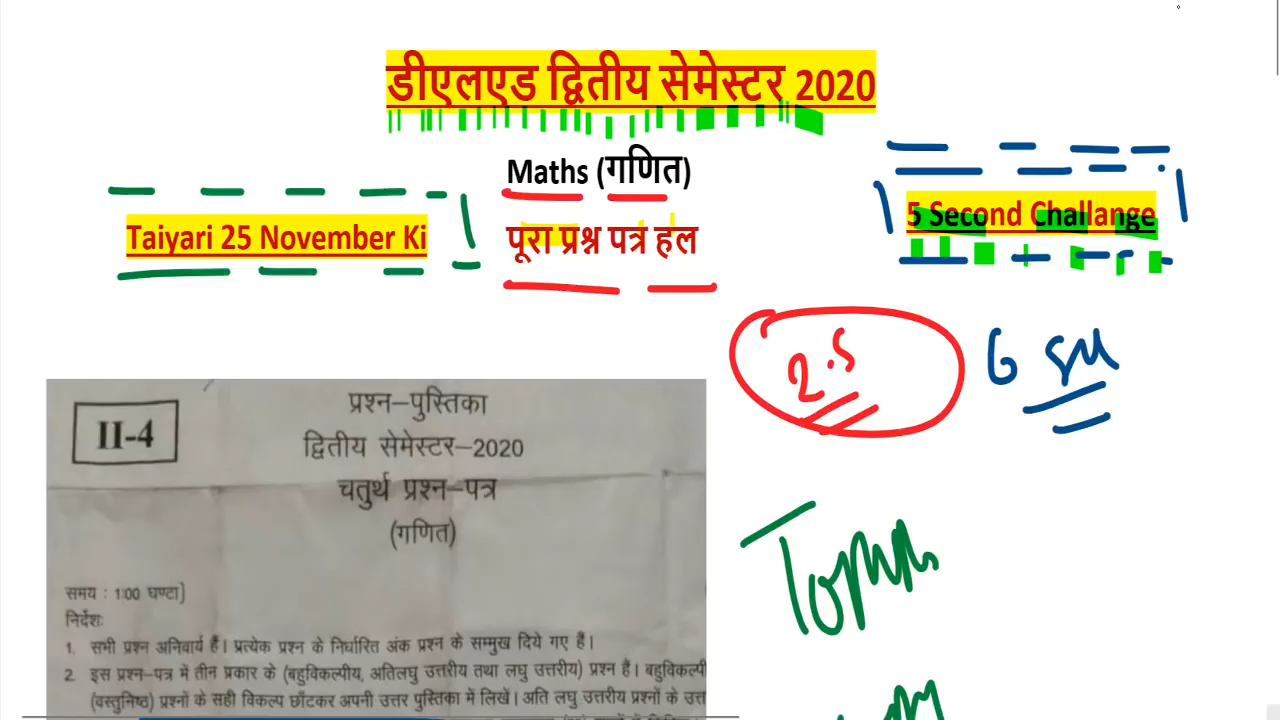 डीएलएड द्वितीय सेमेस्टर 2020
Maths (गणित)
Taiyari 25 November Ki
पूरा प्रश्न पत्र हल
5 Second Challange
2.5
6
II-4
प्रश्न-पुस्तिका
द्वितीय सेमेस्टर-2020
चतुर्थ प्रश्न-पत्र
(गणित)
समय : 1:00 घण्टा]
निर्देशः
1. सभी प्रश्न अनिवार्य हैं। प्रत्येक प्रश्न के निर्धारित अंक प्रश्न के सम्मुख दिये गए हैं।
2. इस प्रश्न-पत्र में तीन प्रकार के (बहुविकल्पीय, अतिलघु उत्तरीय तथा लघु उत्तरीय) प्रश्न हैं। बहुविकल्पी
(वस्तुनिष्ठ) प्रश्नों के सही विकल्प छाँटकर अपनी उत्तर पुस्तिका में लिखें। अति लघु उत्तरीय प्रश्नों के उत्त